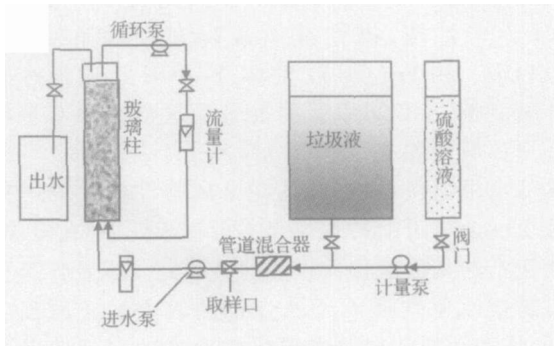 循环泵
玻璃柱
流量计
出水
垃圾液
硫酸溶液
管道混合器
阀门
取样口
计量泵
进水泵